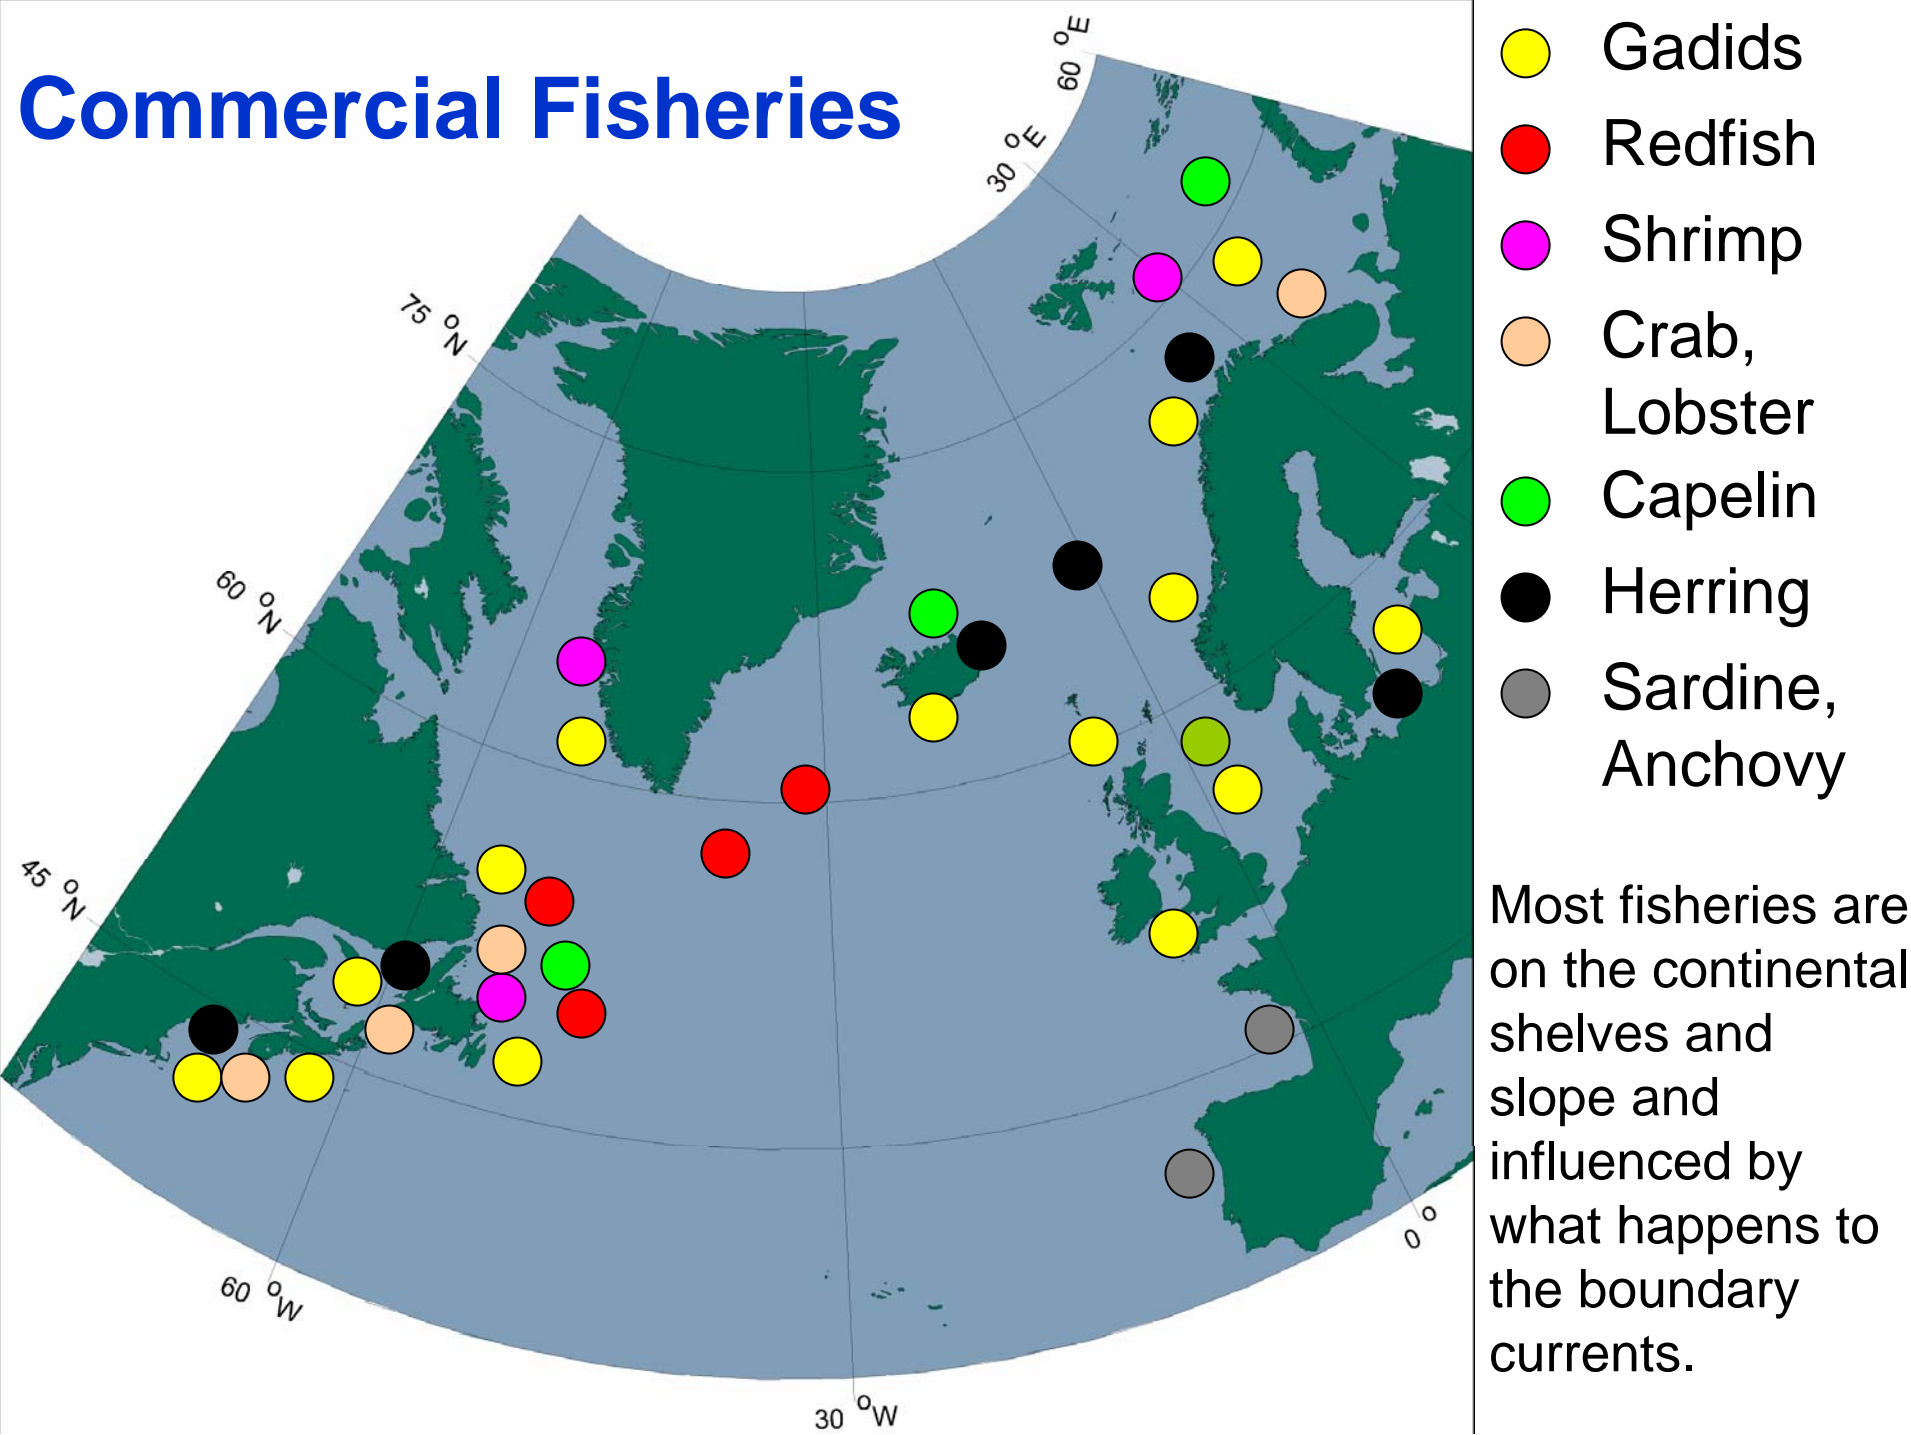 Commercial Fisheries
60 °E
30 °E
75 °N
60 °N
45 °N
60 °W
30 °W
0 °
Gadids
Redfish
Shrimp
Crab,
Lobster
Capelin
Herring
Sardine,
Anchovy
Most fisheries are
on the continental
shelves and
slope and
influenced by
what happens to
the boundary
currents.